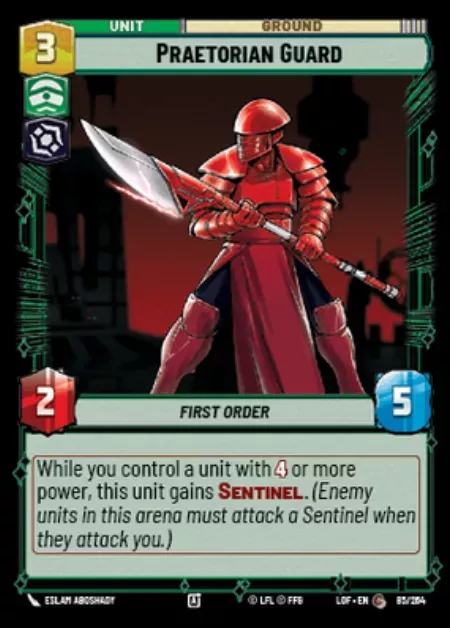 UNIT
GROUND
3
PRAETORIAN GUARD
2
FIRST ORDER
5
While you control a unit with 4 or more
power, this unit gains SENTINEL. (Enemy
units in this arena must attack a Sentinel when
they attack you.)
ESLAM ABOSHADY
A
© LFL © FFG
LOF • EN
C
85/264